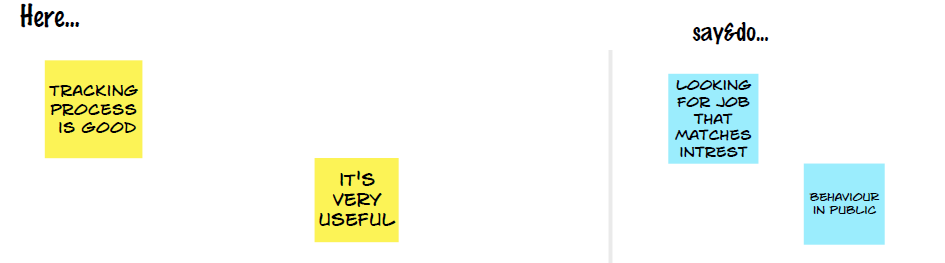 Here...
say&do...
TRACKING
PROCESS
IS GOOD
IT'S
VERY
USEFUL
LOOKING
FOR JOB
THAT
MATCHES
INTREST
BEHAVIOUR
IN PUBLIC